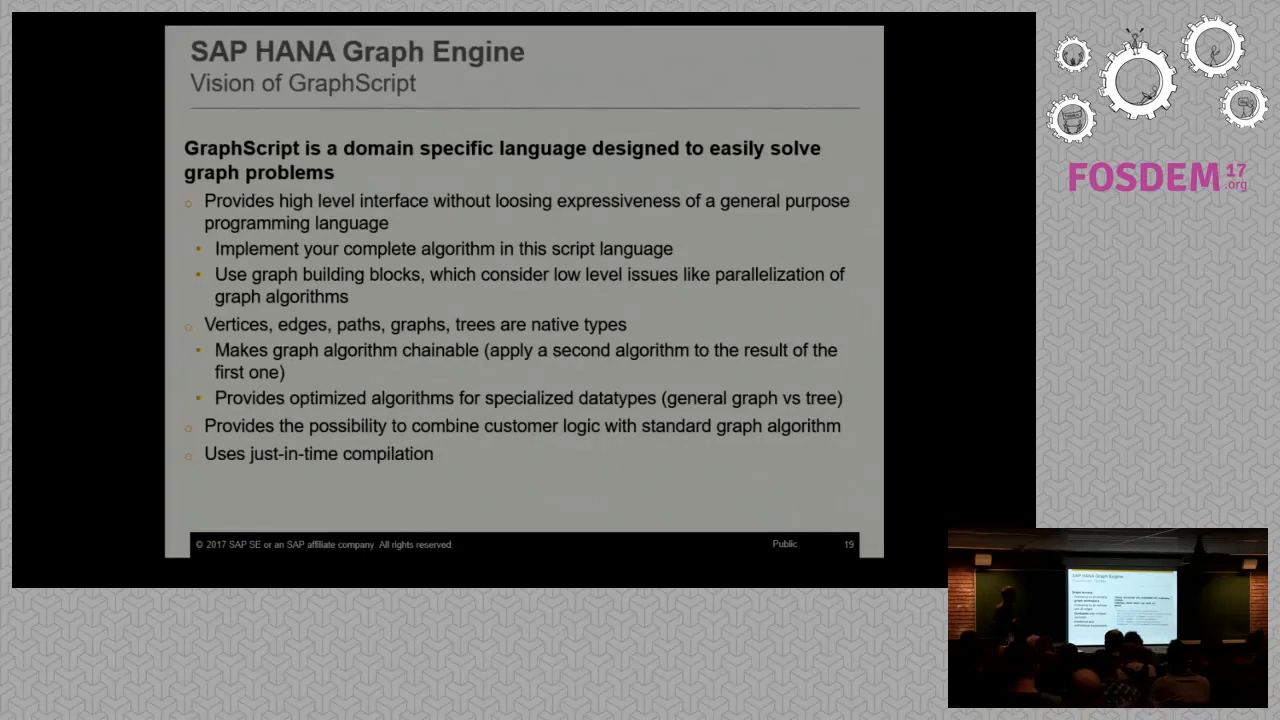 SAP HANA Graph Engine
Vision of GraphScript
GraphScript is a domain specific language designed to easily solve
graph problems
Provides high level interface without loosing expressiveness of a general purpose
programming language
Implement your complete algorithm in this script language
Use graph building blocks, which consider low level issues like parallelization of
graph algorithms
Vertices, edges, paths, graphs, trees are native types
Makes graph algorithm chainable (apply a second algorithm to the result of the
first one)
Provides optimized algorithms for specialized datatypes (general graph vs tree)
Provides the possibility to combine customer logic with standard graph algorithm
Uses just-in-time compilation
© 2017 SAP SE or an SAP affiliate company. All rights reserved.
Public
19
FOSDEM 17
.org
SAP HANA Graph Engine